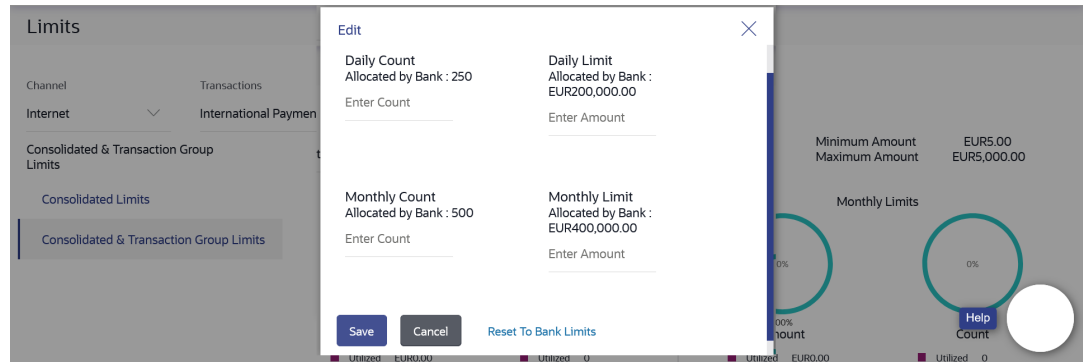 Limits
Edit
Channel
Transactions
Internet
International Paymen
Consolidated & Transaction Group
Limits
t
Consolidated Limits
Consolidated & Transaction Group Limits
Daily Count
Allocated by Bank : 250
Enter Count
Daily Limit
Allocated by Bank :
EUR200,000.00
Enter Amount
Monthly Count
Allocated by Bank : 500
Enter Count
Monthly Limit
Allocated by Bank :
EUR400,000.00
Enter Amount
Save
Cancel
Reset To Bank Limits
Minimum Amount EUR5.00
Maximum Amount EUR5,000.00
Monthly Limits
0%
0%
00%
nount
Help
Count
Utilized EUR0.00
Utilized 0
Utilized EUR0.00
Utilized 0